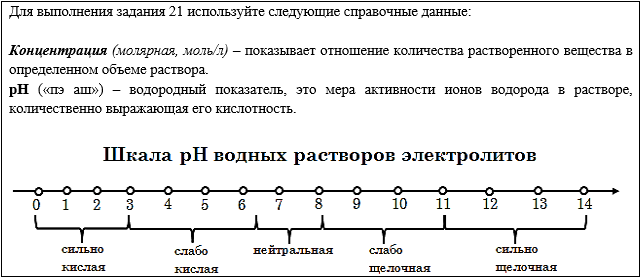 Для выполнения задания 21 используйте следующие справочные данные:
Концентрация (молярная, моль/л) – показывает отношение количества растворенного вещества в
определенном объеме раствора.
pH («пэ аш») – водородный показатель, это мера активности ионов водорода в растворе,
количественно выражающая его кислотность.
Шкала pH водных растворов электролитов
0 1 2 3 4 5 6 7 8 9 10 11 12 13 14
сильно слабо нейтральная слабо сильно
кислая кислая щелочная щелочная